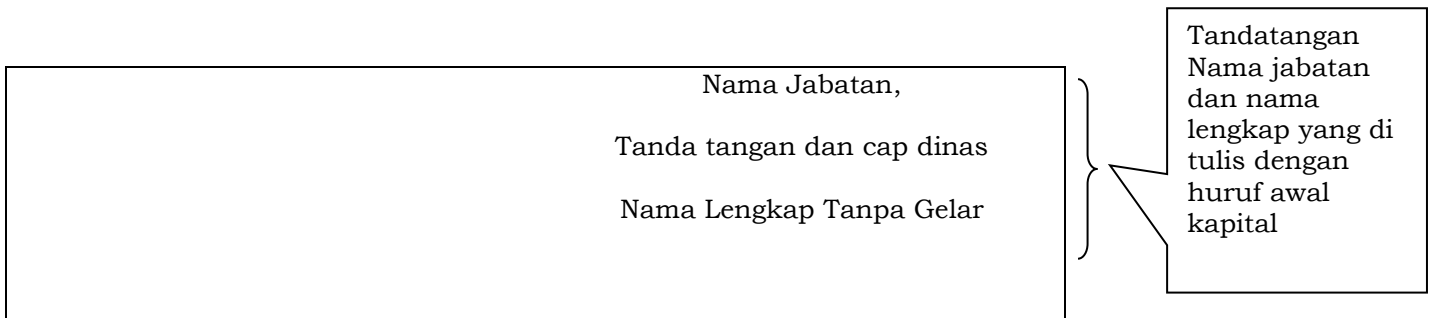 Nama Jabatan,
Tanda tangan dan cap dinas
Nama Lengkap Tanpa Gelar
Tandatangan
Nama jabatan
dan nama
lengkap yang di
tulis dengan
huruf awal
kapital